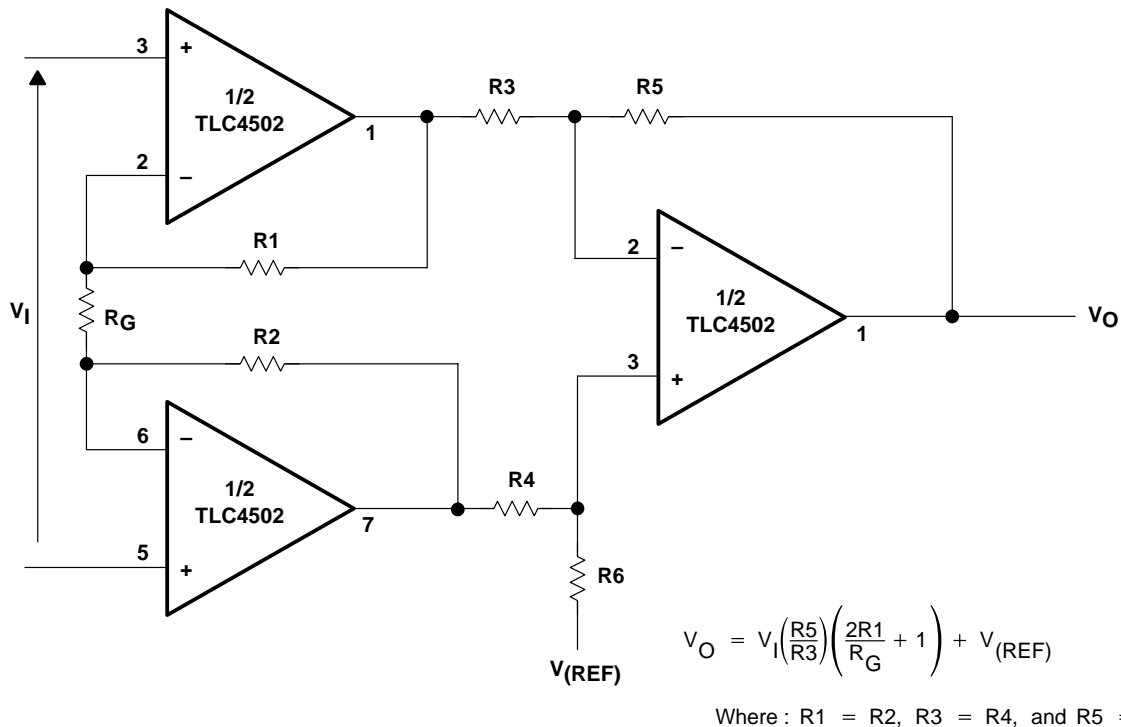 3
+
1/2
TLC4502
1
2
–
R3
R5
R1
VI
RG
R2
2
–
1/2
TLC4502
1
3
+
VO
6
–
1/2
TLC4502
7
5
+
R4
R6
V(REF)
VO = VI(R5/R3)(2R1/RG + 1) + V(REF)
Where : R1 = R2, R3 = R4, and R5 =